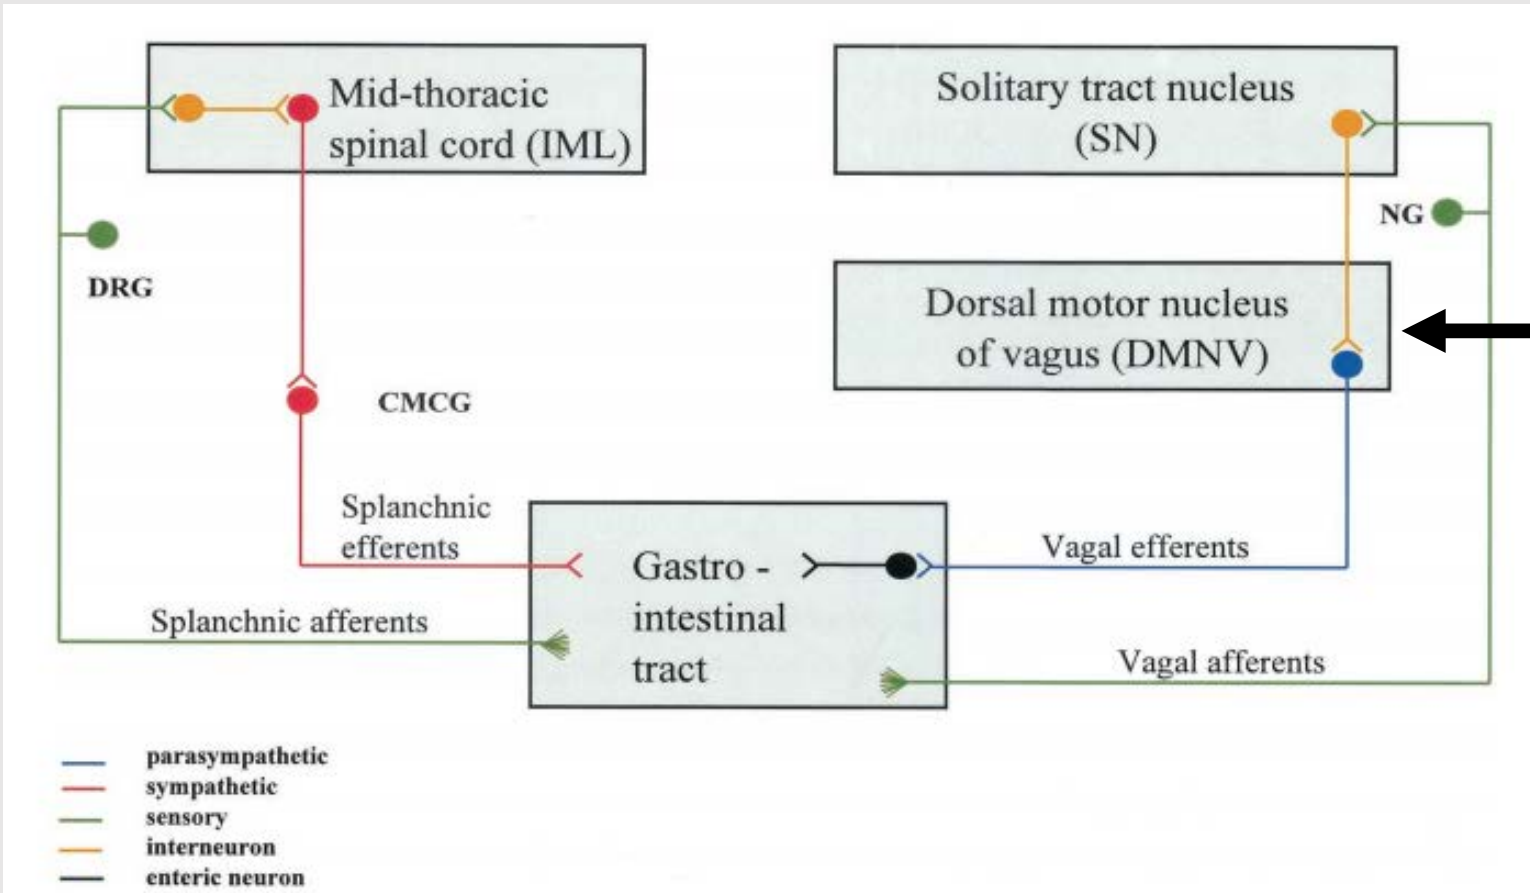 Mid-thoracic
spinal cord (IML)
Solitary tract nucleus
(SN)
NG
DRG
Dorsal motor nucleus
of vagus (DMNV)
CMCG
Splanchnic
efferents
Gastro -
intestinal
tract
Vagal efferents
Splanchnic afferents
Vagal afferents
parasympathetic
sympathetic
sensory
interneuron
enteric neuron